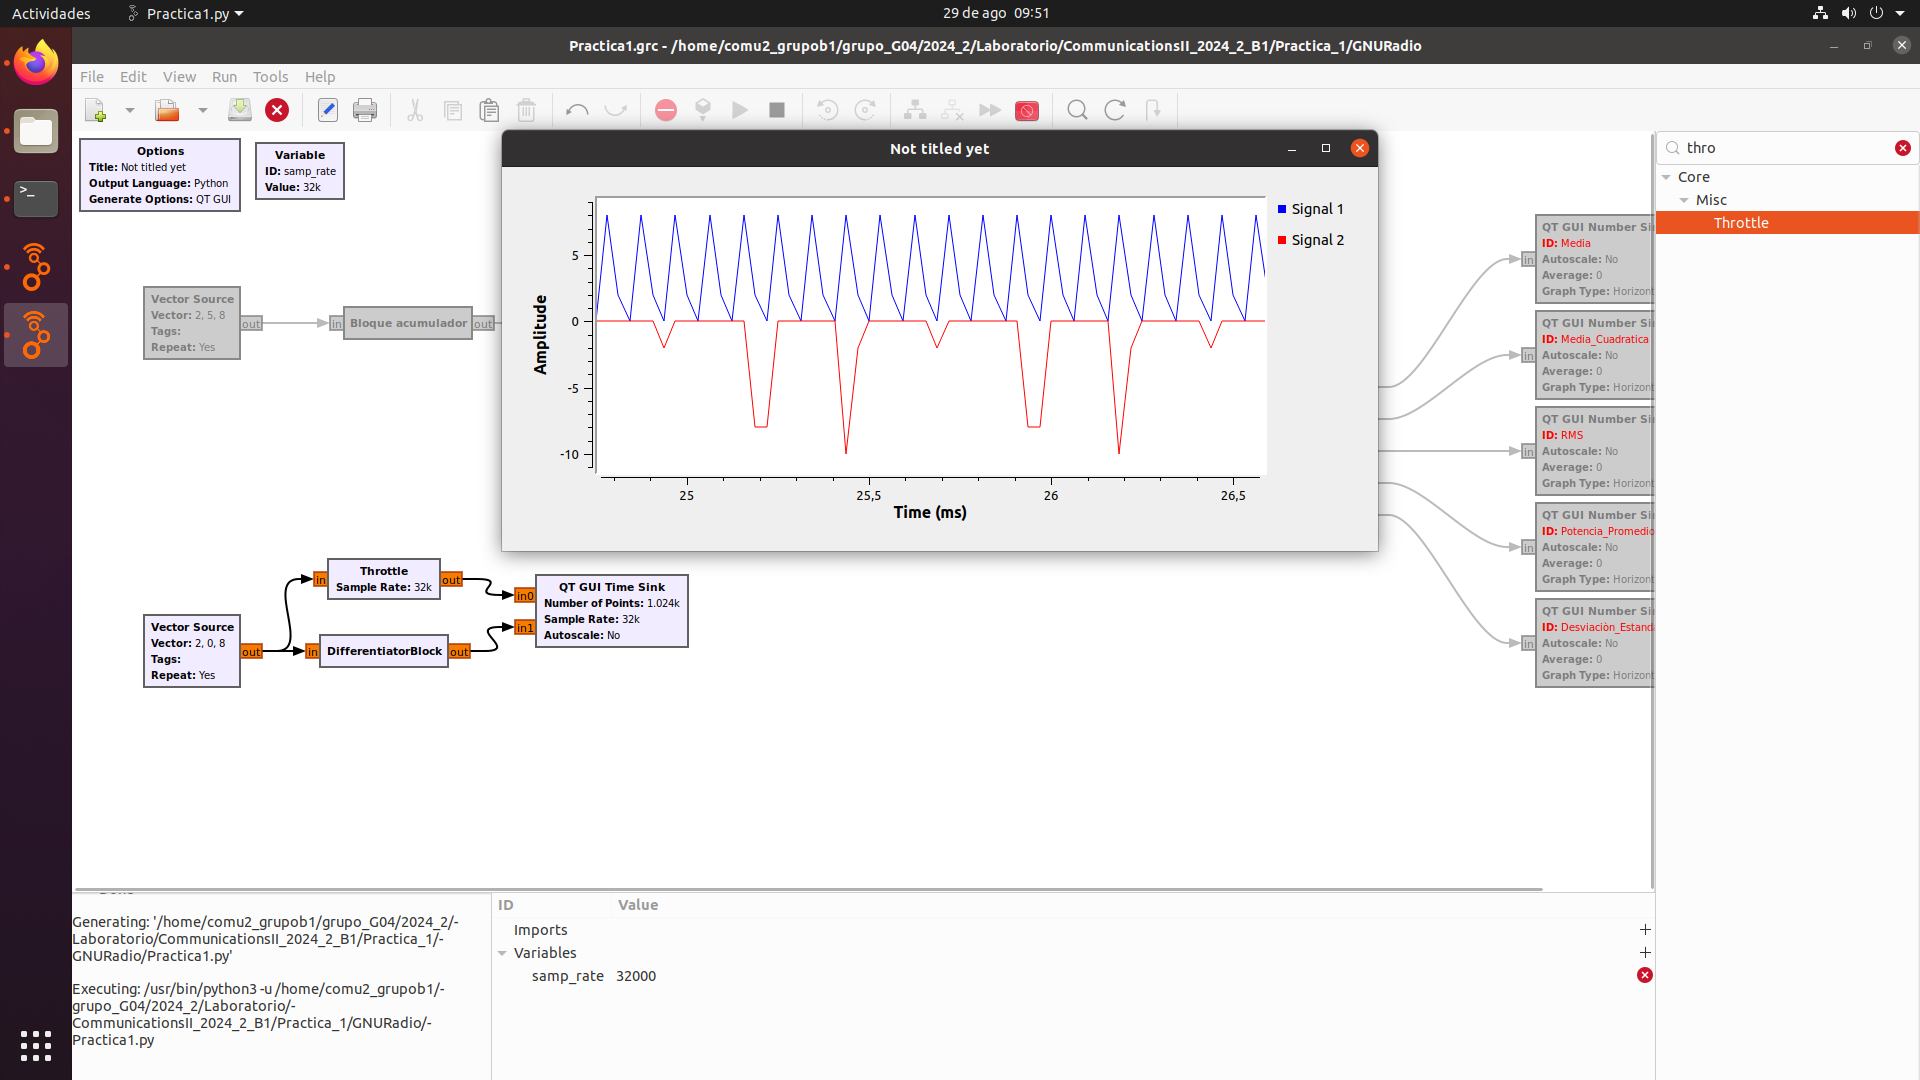 Actividades
Practica1.py
29 de ago 09:51
Practica1.grc - /home/comu2_grupob1/grupo_G04/2024_2/Laboratorio/CommunicationsII_2024_2_B1/Practica_1/GNURadio
File Edit View Run Tools Help
Options
Title: Not titled yet
Output Language: Python
Generate Options: QT GUI
Variable
ID: samp_rate
Value: 32k
Not titled yet
Signal 1
Signal 2
Amplitude
5
0
-5
-10
25
25,5
26
26,5
Time (ms)
thro
Core
Misc
Throttle
Vector Source
Vector: 2, 5, 8
Tags:
Repeat: Yes
out
in
Bloque acumulador
out
in
QT GUI Number Si
ID: Media
Autoscale: No
Average: 0
Graph Type: Horizont
in
QT GUI Number Si
ID: Media_Cuadratica
Autoscale: No
Average: 0
Graph Type: Horizont
in
QT GUI Number Si
ID: RMS
Autoscale: No
Average: 0
Graph Type: Horizont
in
QT GUI Number Si
ID: Potencia_Promedio
Autoscale: No
Average: 0
Graph Type: Horizont
in
QT GUI Number Si
ID: Desviaciòn_Estand
Autoscale: No
Average: 0
Graph Type: Horizont
Vector Source
Vector: 2, 0, 8
Tags:
Repeat: Yes
out
in
Throttle
Sample Rate: 32k
out
in
DifferentiatorBlock
out
in0
in1
QT GUI Time Sink
Number of Points: 1.024k
Sample Rate: 32k
Autoscale: No
Generating: '/home/comu2_grupob1/grupo_G04/2024_2/-
Laboratorio/CommunicationsII_2024_2_B1/Practica_1/-
GNURadio/Practica1.py'
Executing: /usr/bin/python3 -u /home/comu2_grupob1/-
grupo_G04/2024_2/Laboratorio/-
CommunicationsII_2024_2_B1/Practica_1/GNURadio/-
Practica1.py
ID Value
Imports
Variables
samp_rate 32000